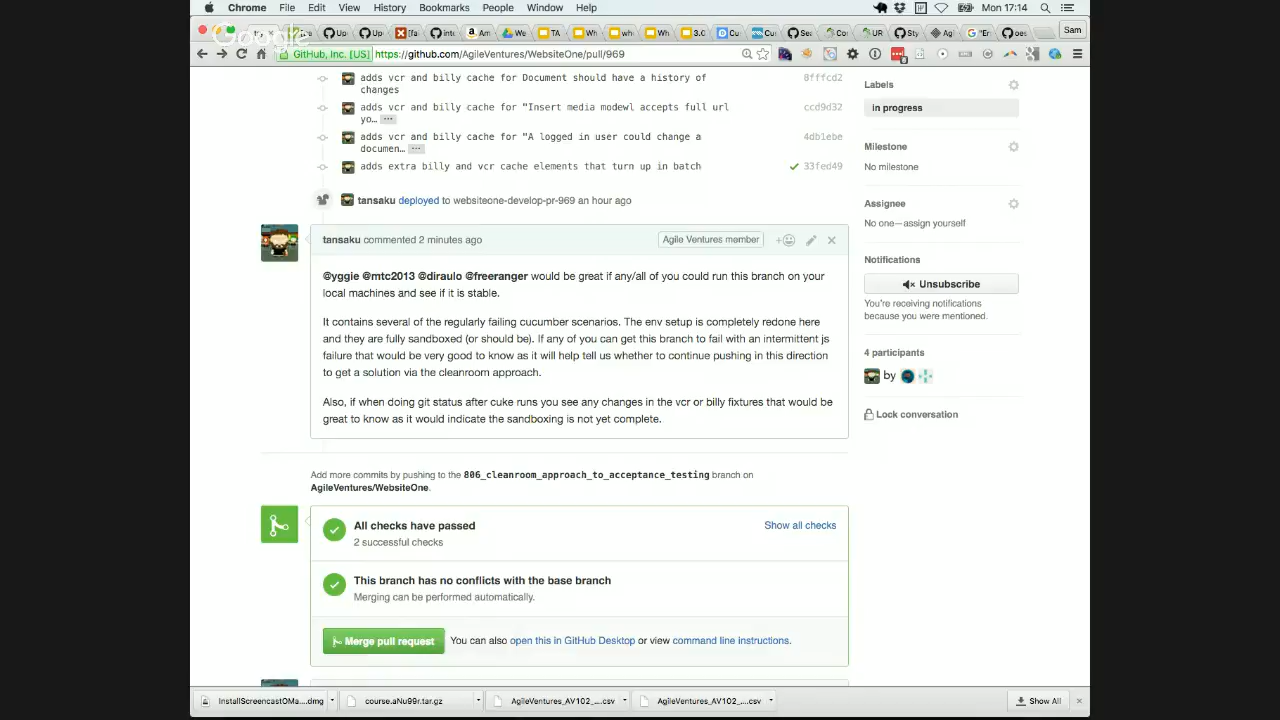 Chrome File Edit View History Bookmarks People Window Help Mon 17:14
Google
Sam
GitHub, Inc. [US] https://github.com/AgileVentures/WebsiteOne/pull/969
adds vcr and billy cache for Document should have a history of changes 8fffcd2
adds vcr and billy cache for "Insert media modewl accepts full url yo… ccd9d32
adds vcr and billy cache for "A logged in user could change a documen… 4db1ebe
adds extra billy and vcr cache elements that turn up in batch 33fed49
tansaku deployed to websiteone-develop-pr-969 an hour ago
tansaku commented 2 minutes ago Agile Ventures member
@yggie @mtc2013 @diraulo @freeranger would be great if any/all of you could run this branch on your
local machines and see if it is stable.
It contains several of the regularly failing cucumber scenarios. The env setup is completely redone here
and they are fully sandboxed (or should be). If any of you can get this branch to fail with an intermittent js
failure that would be very good to know as it will help tell us whether to continue pushing in this direction
to get a solution via the cleanroom approach.
Also, if when doing git status after cuke runs you see any changes in the vcr or billy fixtures that would be
great to know as it would indicate the sandboxing is not yet complete.
Add more commits by pushing to the 806_cleanroom_approach_to_acceptance_testing branch on
AgileVentures/WebsiteOne.
All checks have passed Show all checks
2 successful checks
This branch has no conflicts with the base branch
Merging can be performed automatically.
Merge pull request You can also open this in GitHub Desktop or view command line instructions.
Labels
in progress
Milestone
No milestone
Assignee
No one—assign yourself
Notifications
Unsubscribe
You're receiving notifications
because you were mentioned.
4 participants
by
Lock conversation
InstallScreencastOMa....dmg course.aNu99r.tar.gz AgileVentures_AV102_....csv AgileVentures_AV102_....csv Show All